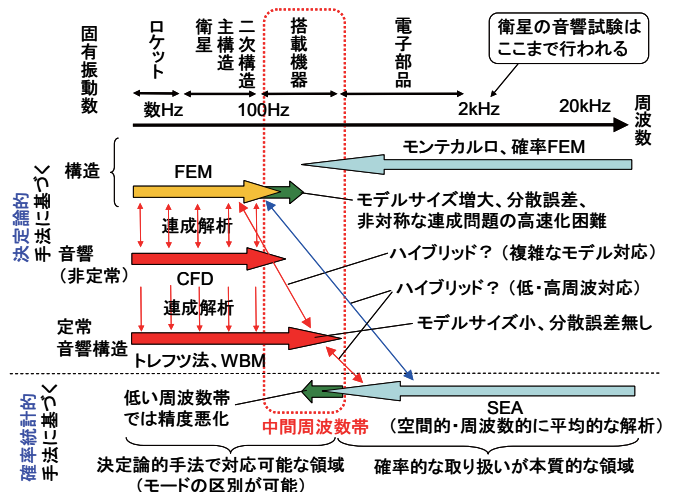 固有振動数
ロケット
衛星
主構造
二次構造
搭載機器
電子部品
衛星の音響試験は
ここまで行われる
数Hz
100Hz
2kHz
20kHz
周波数
決定論的
手法に基づく
構造
FEM
モンテカルロ、確率FEM
モデルサイズ増大、分散誤差、
非対称な連成問題の高速化困難
連成解析
音響
(非定常)
CFD
ハイブリッド?(複雑なモデル対応)
連成解析
ハイブリッド?(低・高周波対応)
定常
音響構造
モデルサイズ小、分散誤差無し
トレフツ法、WBM
確率統計的
手法に基づく
低い周波数帯
では精度悪化
SEA
(空間的・周波数的に平均的な解析)
中間周波数帯
決定論的手法で対応可能な領域
(モードの区別が可能)
確率的な取り扱いが本質的な領域